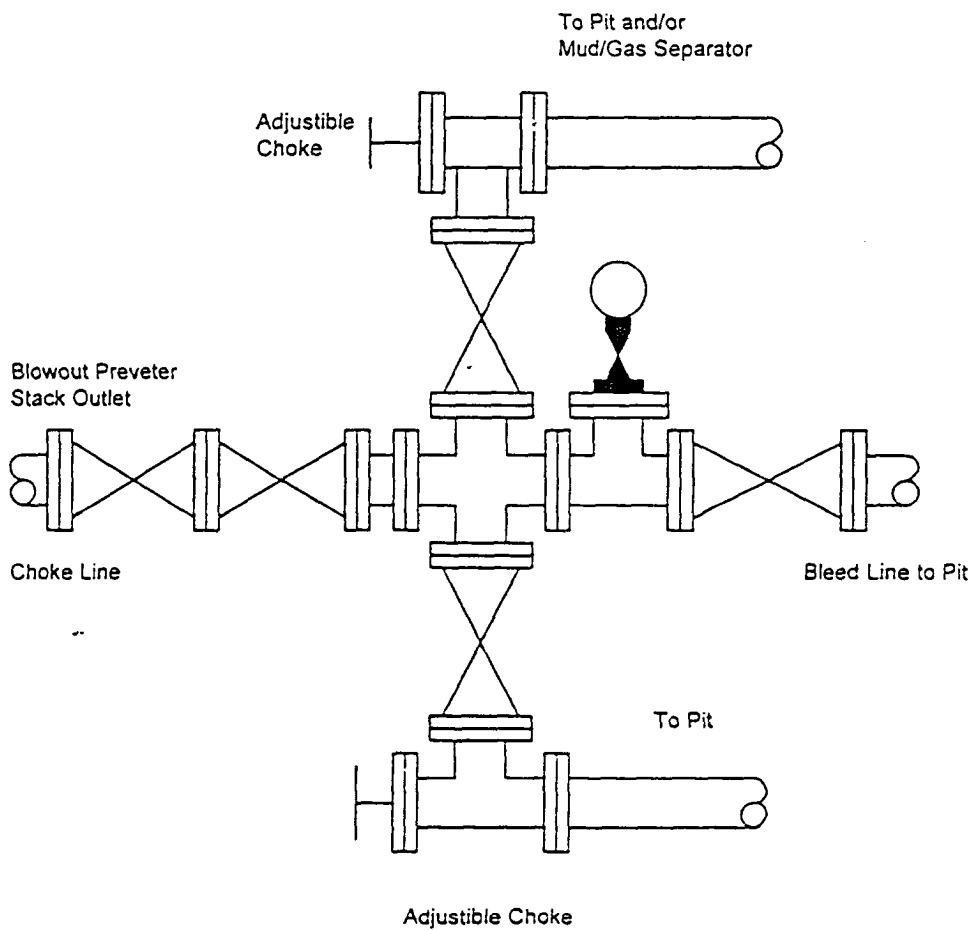 To Pit and/or
Mud/Gas Separator
Adjustible
Choke
Blowout Preveter
Stack Outlet
Choke Line
Bleed Line to Pit
To Pit
Adjustible Choke